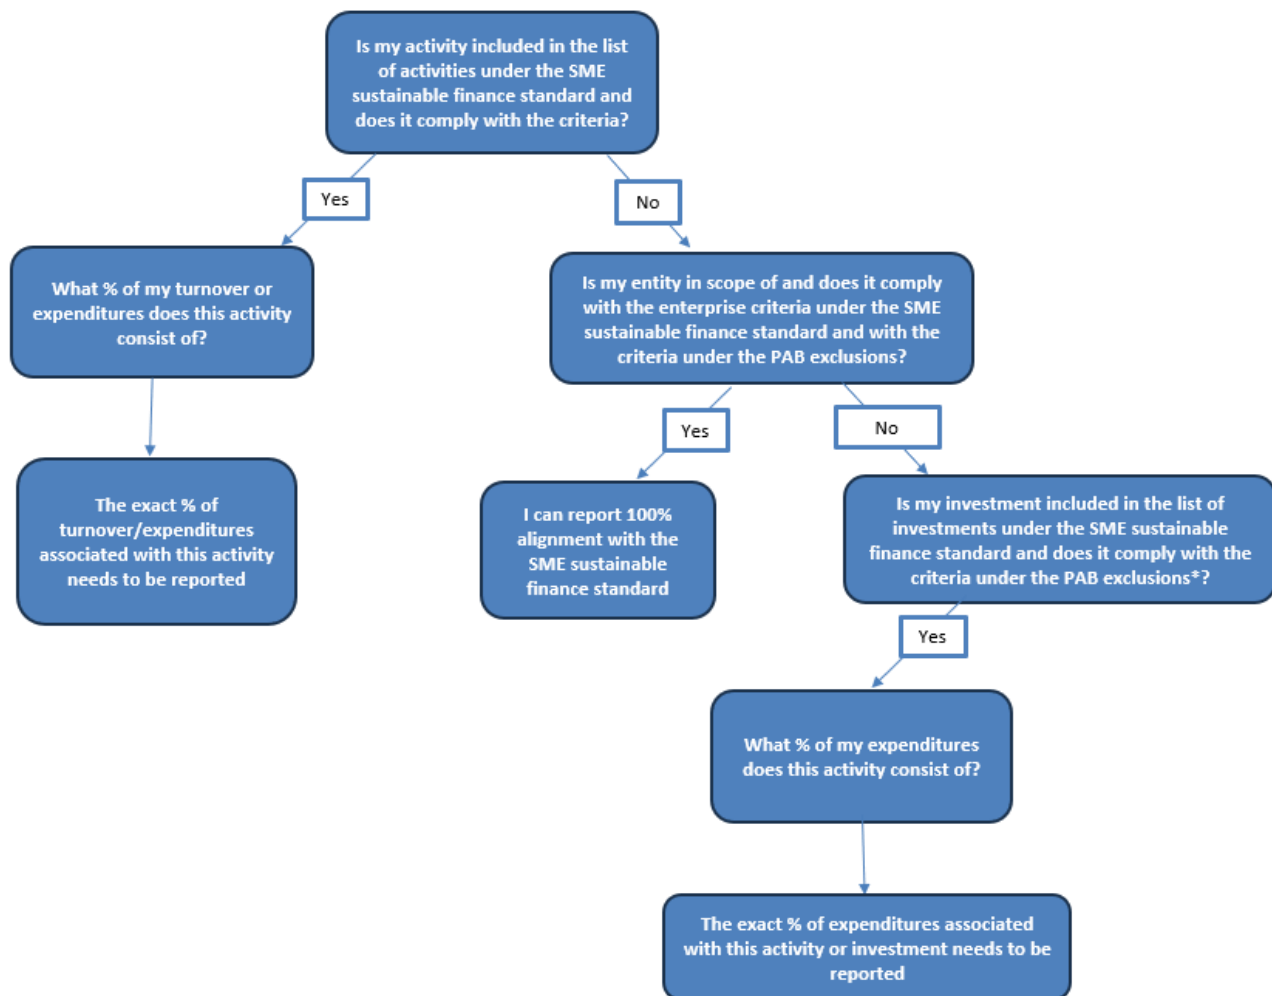 Is my activity included in the list
of activities under the SME
sustainable finance standard and
does it comply with the criteria?
Yes
No
What % of my turnover or
expenditures does this activity
consist of?
Is my entity in scope of and does it comply
with the enterprise criteria under the SME
sustainable finance standard and with the
criteria under the PAB exclusions?
Yes
No
The exact % of
turnover/expenditures
associated with this activity
needs to be reported
I can report 100%
alignment with the
SME sustainable
finance standard
Is my investment included in the list of
investments under the SME sustainable
finance standard and does it comply with the
criteria under the PAB exclusions*?
Yes
What % of my expenditures
does this activity consist of?
The exact % of expenditures associated
with this activity or investment needs to be
reported